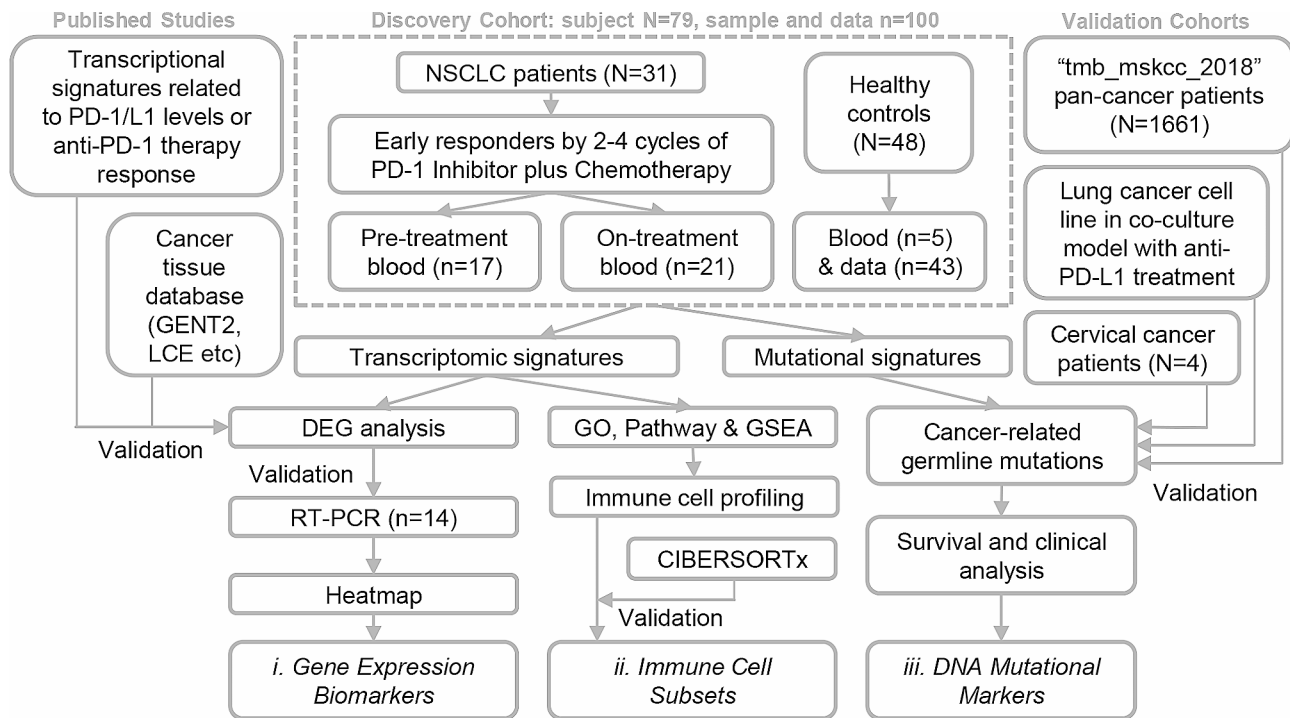 Published Studies
Discovery Cohort: subject N=79, sample and data n=100
Validation Cohorts
Transcriptional
signatures related
to PD-1/L1 levels or
anti-PD-1 therapy
response
Cancer
tissue
database
(GENT2,
LCE etc)
Validation
NSCLC patients (N=31)
Early responders by 2-4 cycles of
PD-1 Inhibitor plus Chemotherapy
Pre-treatment
blood (n=17)
On-treatment
blood (n=21)
Healthy
controls
(N=48)
Blood (n=5)
& data (n=43)
“tmb_mskcc_2018”
pan-cancer patients
(N=1661)
Lung cancer cell
line in co-culture
model with anti-
PD-L1 treatment
Cervical cancer
patients (N=4)
Validation
Transcriptomic signatures
Mutational signatures
DEG analysis
Validation
RT-PCR (n=14)
Heatmap
i. Gene Expression
Biomarkers
GO, Pathway & GSEA
Immune cell profiling
CIBERSORTx
Validation
ii. Immune Cell
Subsets
Cancer-related
germline mutations
Survival and clinical
analysis
iii. DNA Mutational
Markers